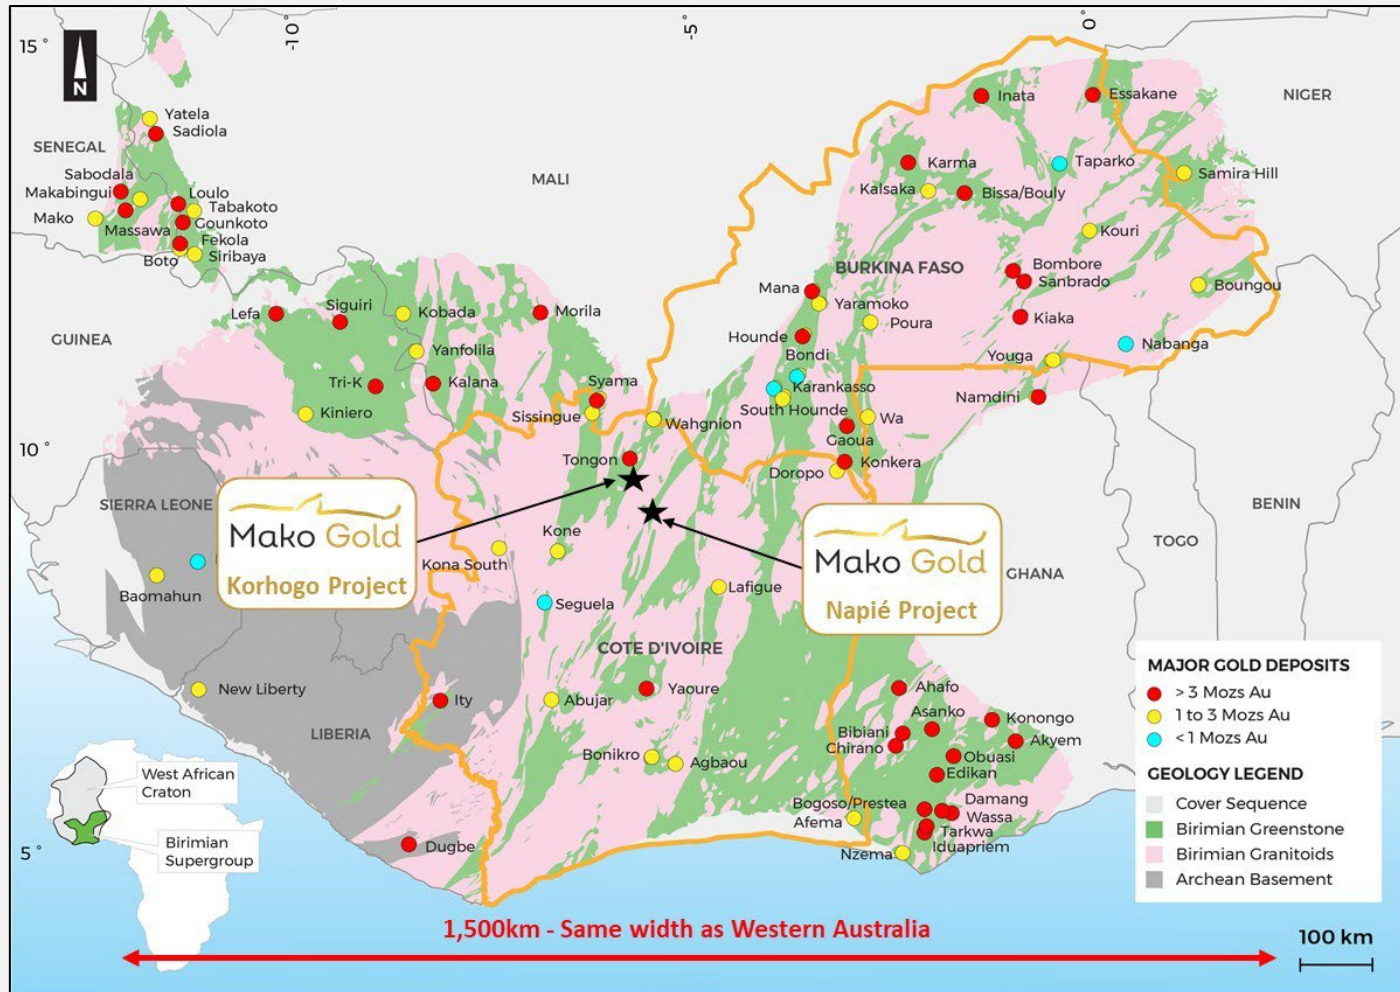 -10°
-5°
0
15°
N
NIGER
Inata
Essakane
Yatela
Sadiola
SENEGAL
Sabodala
Makabingui
Loulo
Tabakoto
Mako
Massawa
Gounkoto
Fekola
Boto
Siribaya
MALI
Karma
Taparko
Kalsaka
Bissa/Bouly
Samira Hill
Kouri
BURKINA FASO
Bombore
Sanbrado
Boungou
Mana
Yaramoko
Kiaka
Poura
Hounde
Nabanga
Bondi
Youga
Karankasso
South Hounde
Namdini
Wa
Gaoua
Konkera
Doropo
GUINEA
Lefa
Siguiri
Kobada
Morila
Yanfolila
Tri-K
Kalana
Syama
Kiniero
Sissingue
Wahgnion
10°
Tongon
SIERRA LEONE
Mako Gold
Korhogo Project
Mako Gold
Napié Project
BENIN
TOGO
GHANA
Kone
Kona South
Baomahun
Lafigue
Seguela
COTE D'IVOIRE
New Liberty
Ity
Abujar
Yaoure
LIBERIA
Bonikro
Agbaou
Ahafo
Asanko
Konongo
Bibiani
Chirano
Akyem
Obuasi
Edikan
Bogoso/Prestea
Damang
Afema
Wassa
Tarkwa
Iduapriem
Nzema
Dugbe
5°
West African
Craton
Birimian
Supergroup
MAJOR GOLD DEPOSITS
> 3 Mozs Au
1 to 3 Mozs Au
< 1 Mozs Au
GEOLOGY LEGEND
Cover Sequence
Birimian Greenstone
Birimian Granitoids
Archean Basement
1,500km - Same width as Western Australia
100 km